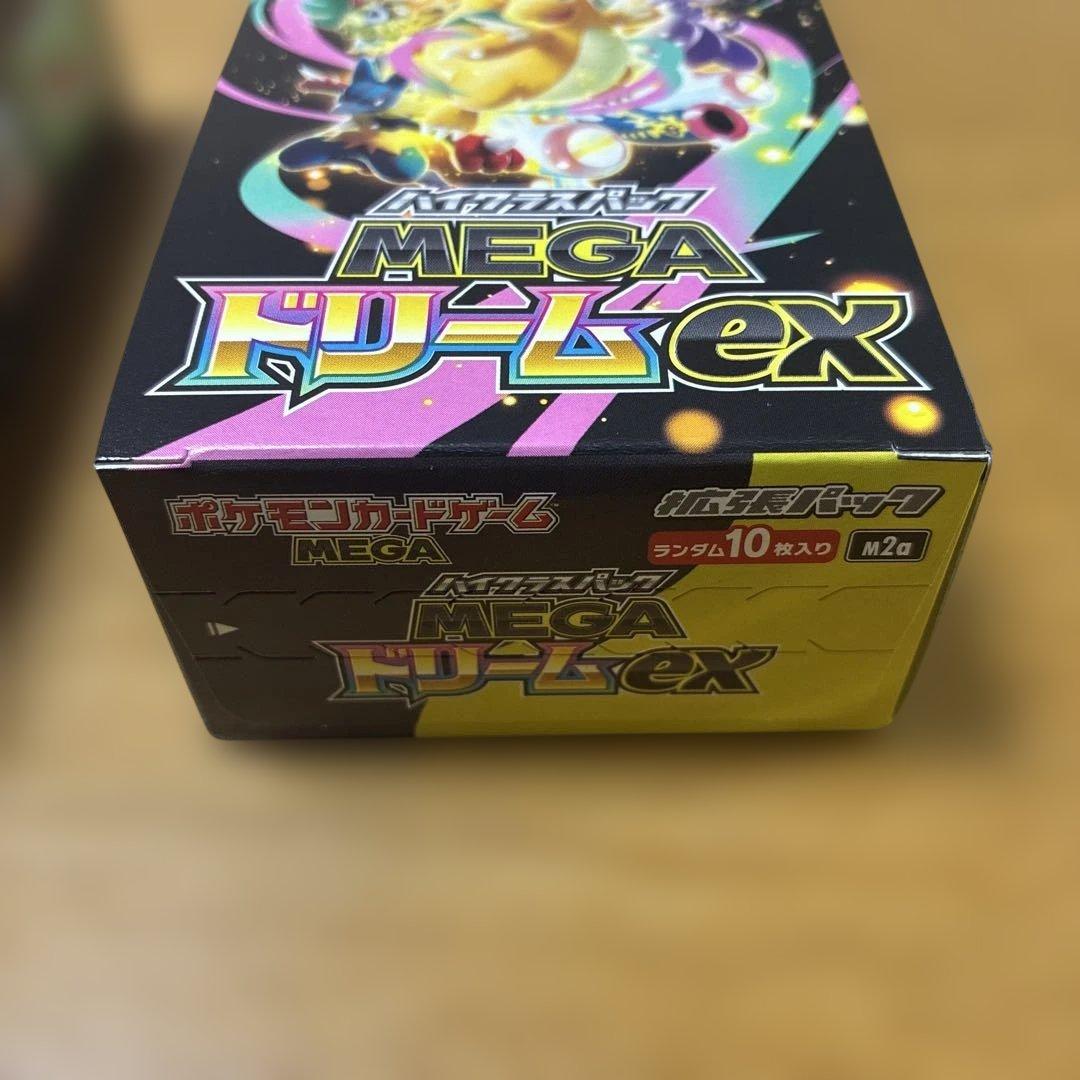 ハイクラスパック
MEGA
ドリームex
ポケモンカードゲーム
MEGA
拡張パック
ランダム10枚入り M2a
ハイクラスパック
MEGA
ドリームex